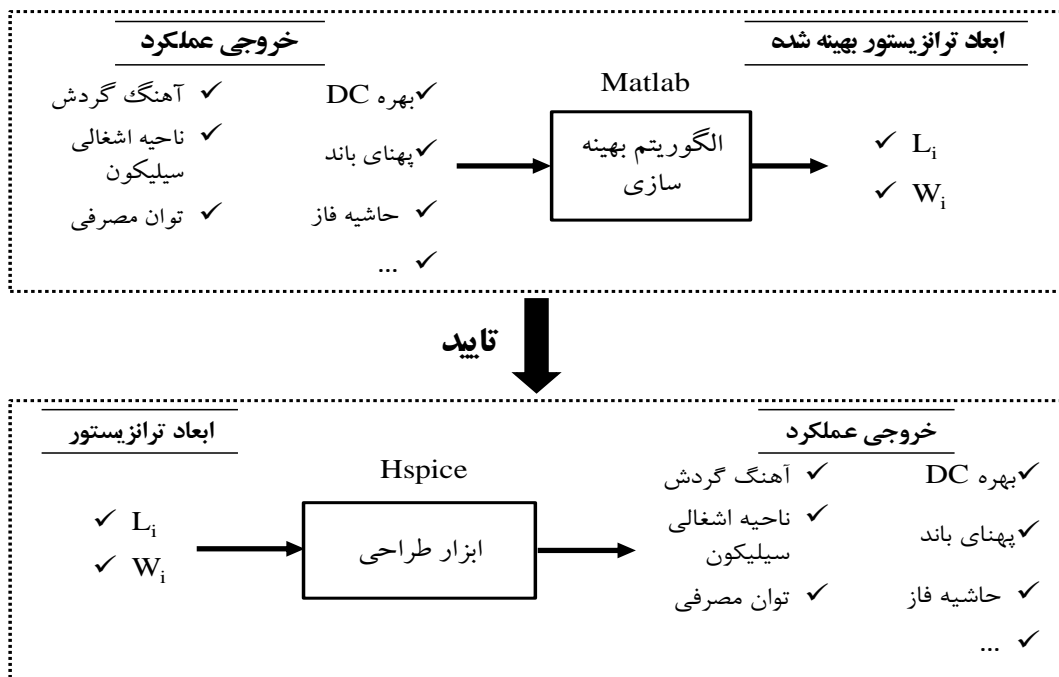 خروجی عملکرد
ابعاد ترانزیستور بهینه شده
بهره DC
پهنای باند
حاشیه فاز
...
آهنگ گردش
ناحیه اشغالی
سیلیکون
توان مصرفی
Matlab
الگوریتم بهینه
سازی
Li
Wi
تایید
ابعاد ترانزیستور
خروجی عملکرد
Li
Wi
Hspice
ابزار طراحی
بهره DC
پهنای باند
حاشیه فاز
...
آهنگ گردش
ناحیه اشغالی
سیلیکون
توان مصرفی